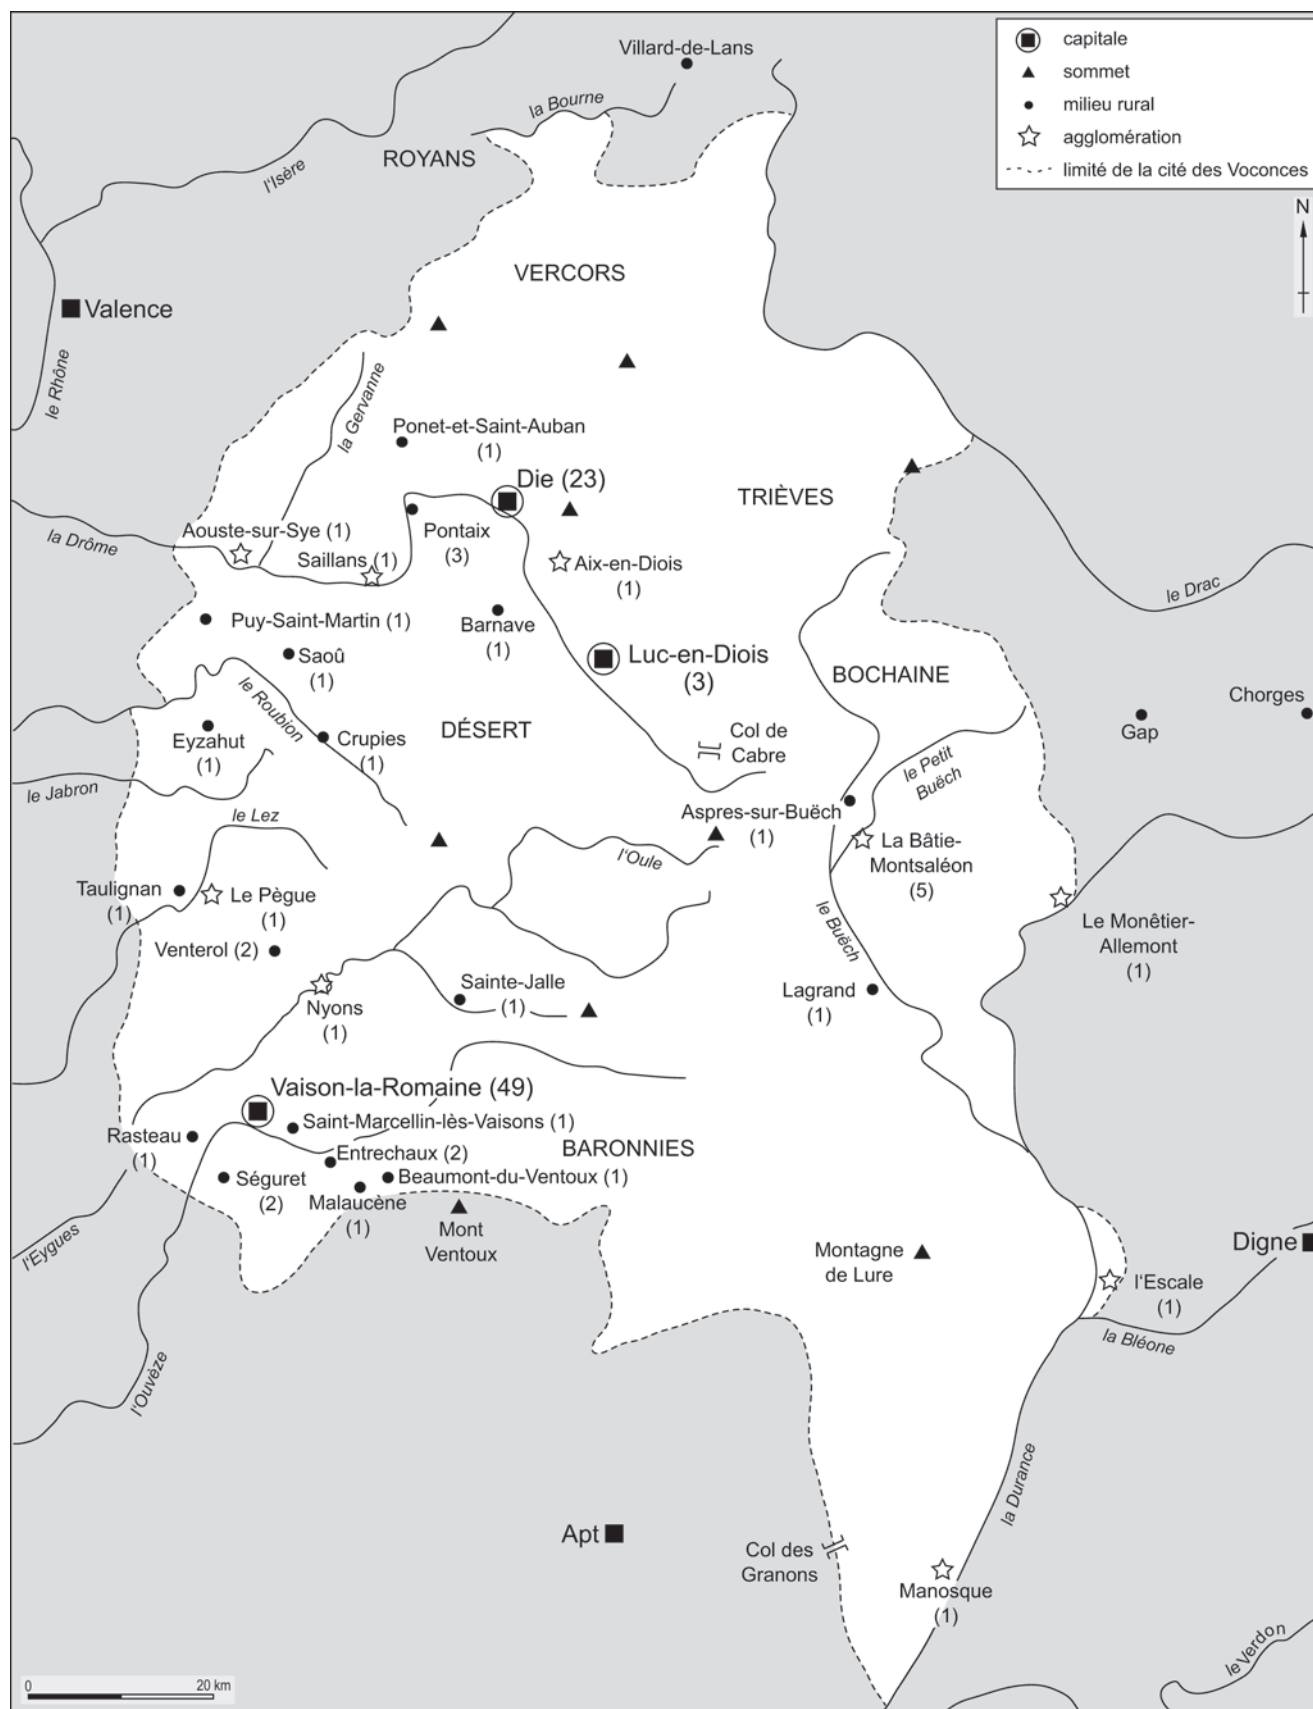 Villard-de-Lans
capitale
sommet
milieu rural
agglomération
limité de la cité des Voconces
N
la Bourne
ROYANS
l'Isère
VERCORS
Valence
le Rhône
la Gervanne
Ponet-et-Saint-Auban
(1)
Die (23)
TRIÈVES
la Drôme
Aouste-sur-Sye (1)
Saillans (1)
Pontaix
(3)
Aix-en-Diois
(1)
le Drac
Puy-Saint-Martin (1)
Barnave
(1)
Saoû
(1)
Luc-en-Diois
(3)
BOCHAINE
Chorges
Gap
le Roubion
DÉSERT
Eyzahut
(1)
Crupies
(1)
Col de
Cabre
le Petit
Buëch
le Jabron
le Lez
Aspres-sur-Buëch
(1)
l'Oule
La Bâtie-
Montsaléon
(5)
Taulignan
(1)
Le Pègue
(1)
le Buëch
Le Monêtier-
Allemont
(1)
Venterol (2)
Sainte-Jalle
(1)
Lagrand
(1)
Nyons
(1)
Vaison-la-Romaine (49)
Saint-Marcellin-lès-Vaisons (1)
Rasteau
(1)
BARONNIES
Entrechaux (2)
Séguret
(2)
Beaumont-du-Ventoux (1)
Malaucène
(1)
Mont
Ventoux
l'Eygues
Montagne
de Lure
Digne
l'Escale
(1)
la Bléone
l'Ouvèze
la Durance
Apt
Col des
Granons
Manosque
(1)
le Verdon
0 20 km